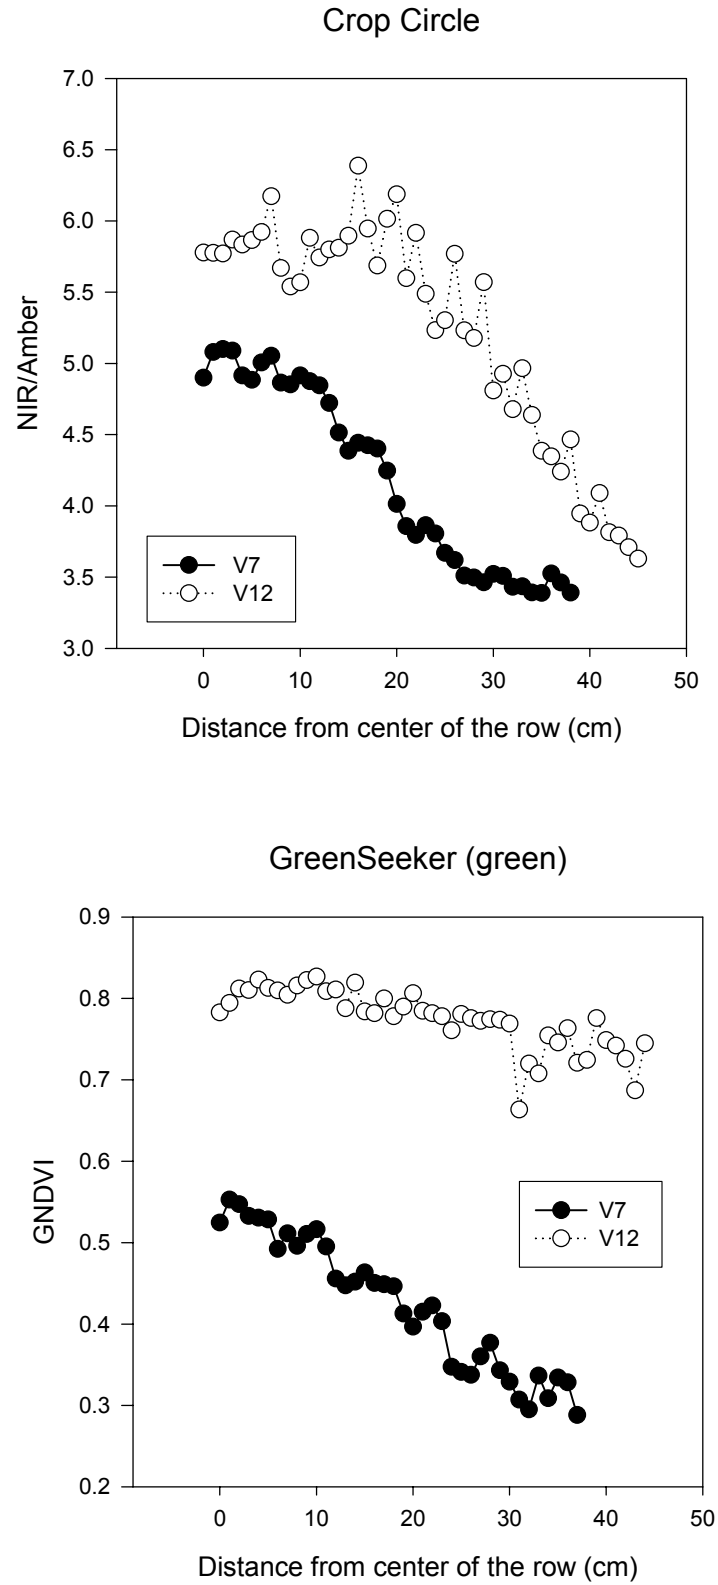 Crop Circle
7.0
6.5
6.0
5.5
5.0
4.5
4.0
3.5
3.0
NIR/Amber
V7
V12
0 10 20 30 40 50
Distance from center of the row (cm)
GreenSeeker (green)
0.9
0.8
0.7
0.6
0.5
0.4
0.3
0.2
GNDVI
V7
V12
0 10 20 30 40 50
Distance from center of the row (cm)